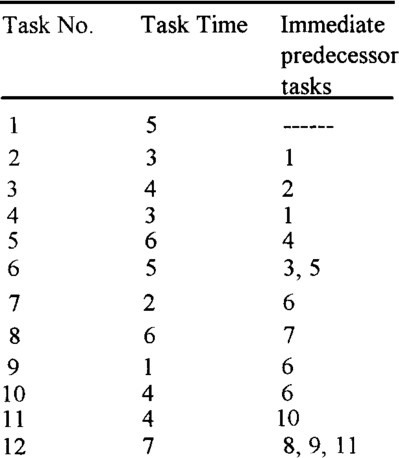 Task No. Task Time Immediate
predecessor
tasks
1 5 ------
2 3 1
3 4 2
4 3 1
5 6 4
6 5 3, 5
7 2 6
8 6 7
9 1 6
10 4 6
11 4 10
12 7 8, 9, 11